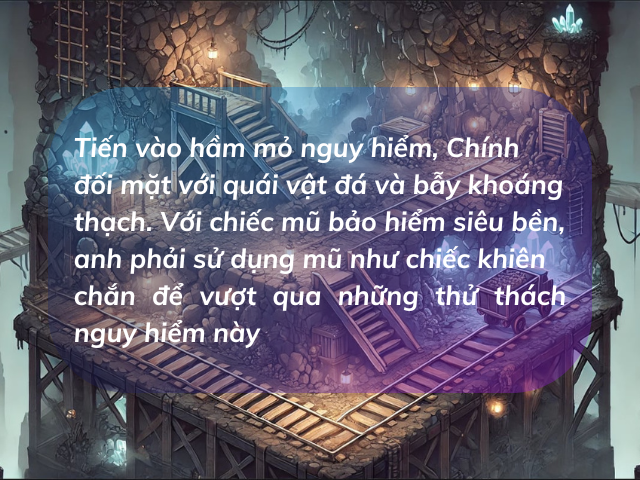 Tiến vào hầm mỏ nguy hiểm, Chính
đối mặt với quái vật đá và bẫy khoáng
thạch. Với chiếc mũ bảo hiểm siêu bền,
anh phải sử dụng mũ như chiếc khiên
chắn để vượt qua những thử thách
nguy hiểm này